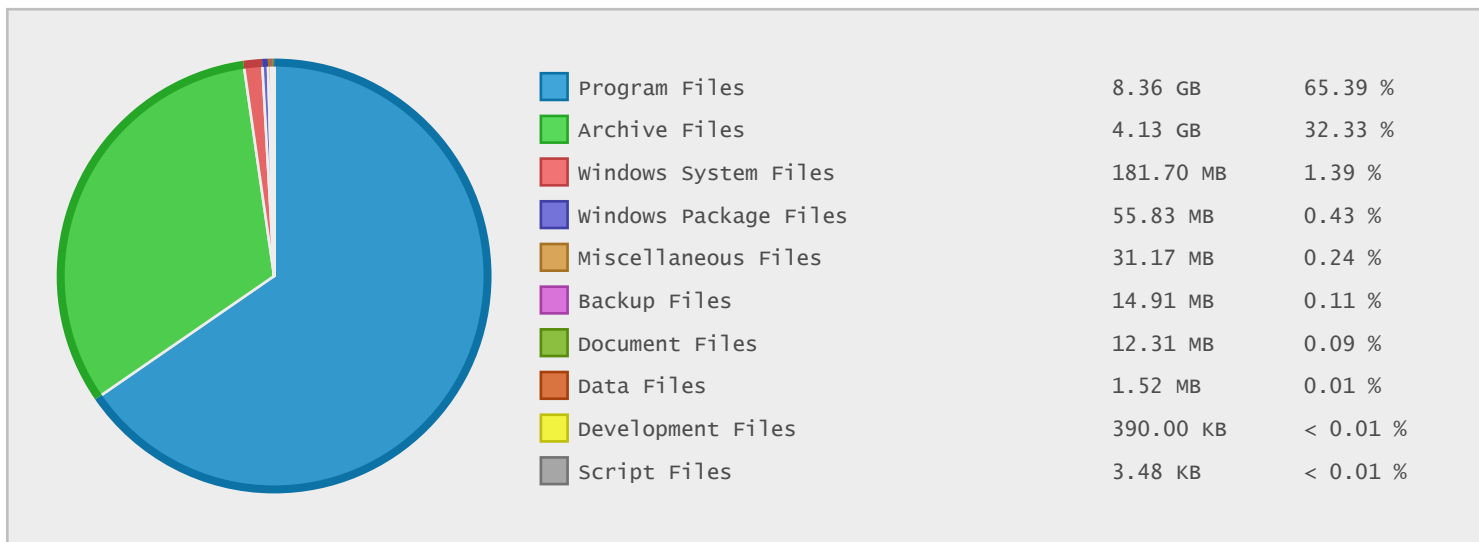 Program Files 8.36 GB 65.39 %
Archive Files 4.13 GB 32.33 %
Windows System Files 181.70 MB 1.39 %
Windows Package Files 55.83 MB 0.43 %
Miscellaneous Files 31.17 MB 0.24 %
Backup Files 14.91 MB 0.11 %
Document Files 12.31 MB 0.09 %
Data Files 1.52 MB 0.01 %
Development Files 390.00 KB < 0.01 %
Script Files 3.48 KB < 0.01 %